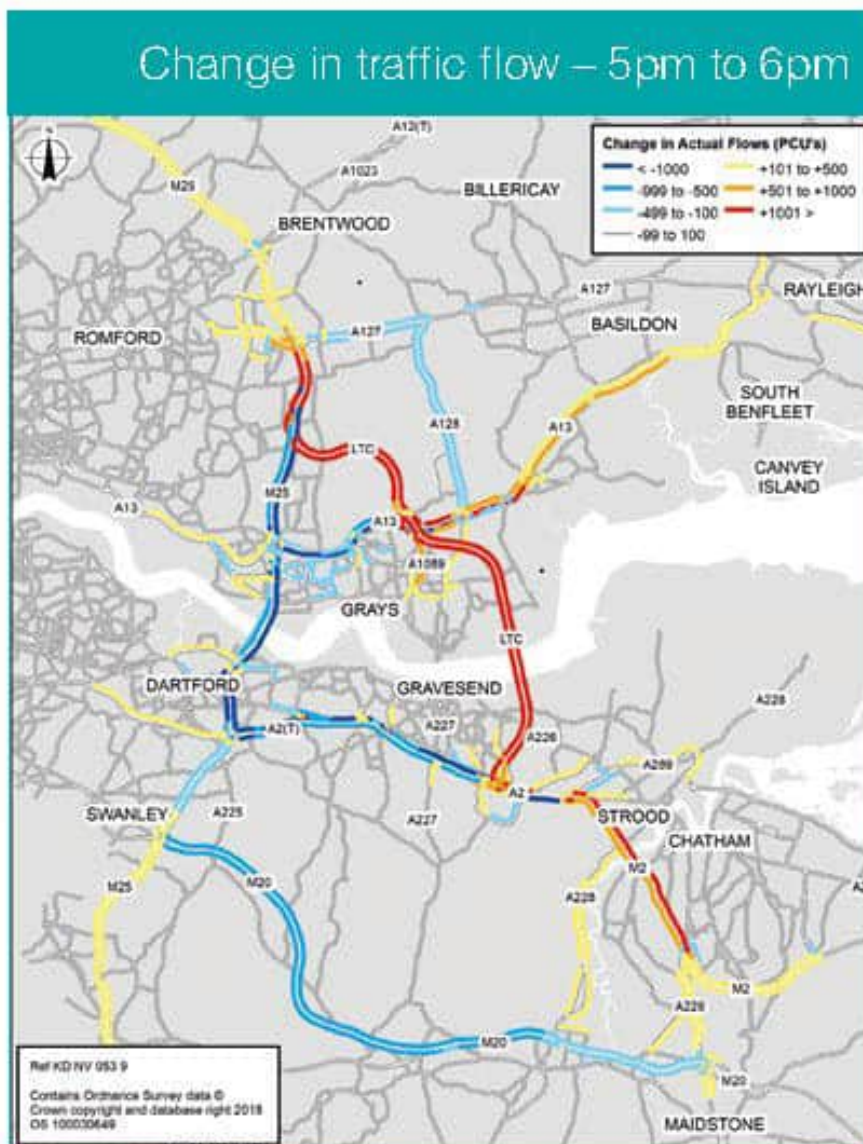 Change in traffic flow – 5pm to 6pm
Change in Actual Flows (PCU's)
< -1000
+101 to +500
-999 to -500
+501 to +1000
-499 to -100
+1001 >
-99 to 100
N
A12(T)
M25
A1023
BILLERICAY
BRENTWOOD
A127
RAYLEIGH
ROMFORD
A127
BASILDON
SOUTH
BENFLEET
A128
A13
LTC
CANVEY
ISLAND
M25
A13
A13
A1089
GRAYS
LTC
DARTFORD
GRAVESEND
A228
A2(T)
A227
A226
A289
A2
SWANLEY
A225
A227
STROOD
CHATHAM
M20
M2
M25
A228
M2
A229
M20
M20
MAIDSTONE
Ref KD NV 053 9
Contains Ordnance Survey data ©
Crown copyright and database right 2018
OS 100030649